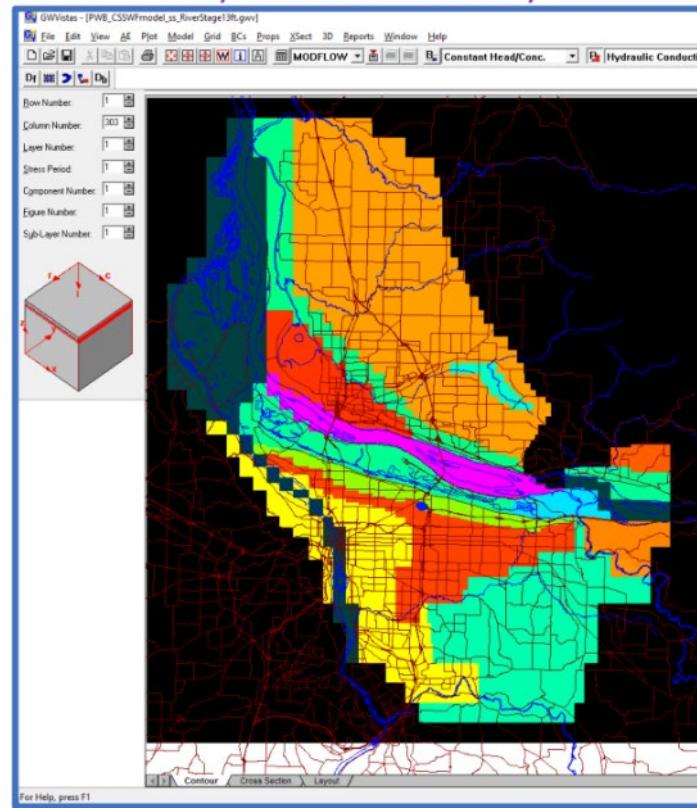 GWVistas - [PWB_CSSWFmodel_ss_RiverStage13ft.gwv]
File Edit View AE Plot Model Grid BCs Props XSect 3D Reports Window Help
MODFLOW Constant Head/Conc. Hydraulic Conducti
Row Number: 1
Column Number: 303
Layer Number: 1
Stress Period: 1
Component Number: 1
Figure Number: 1
Sub-Layer Number: 1
r c
l
z y
x
Contour Cross Section Layout
For Help, press F1